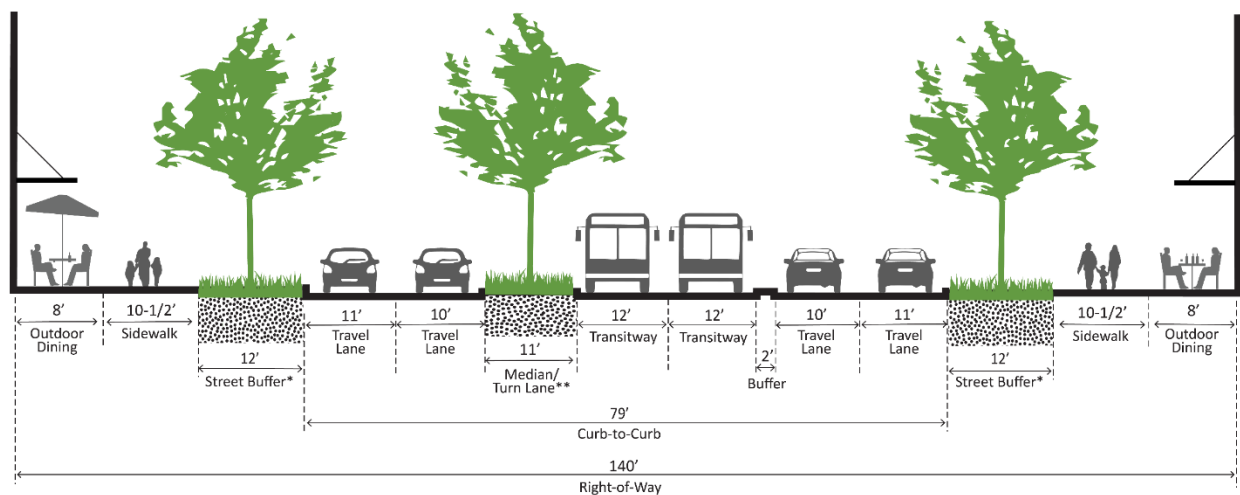 8’
Outdoor
Dining
10-1/2’
Sidewalk
12’
Street Buffer*
11’
Travel
Lane
10’
Travel
Lane
11’
Median/
Turn Lane**
12’
Transitway
12’
Transitway
2’
Buffer
10’
Travel
Lane
11’
Travel
Lane
12’
Street Buffer*
10-1/2’
Sidewalk
8’
Outdoor
Dining
79’
Curb-to-Curb
140’
Right-of-Way